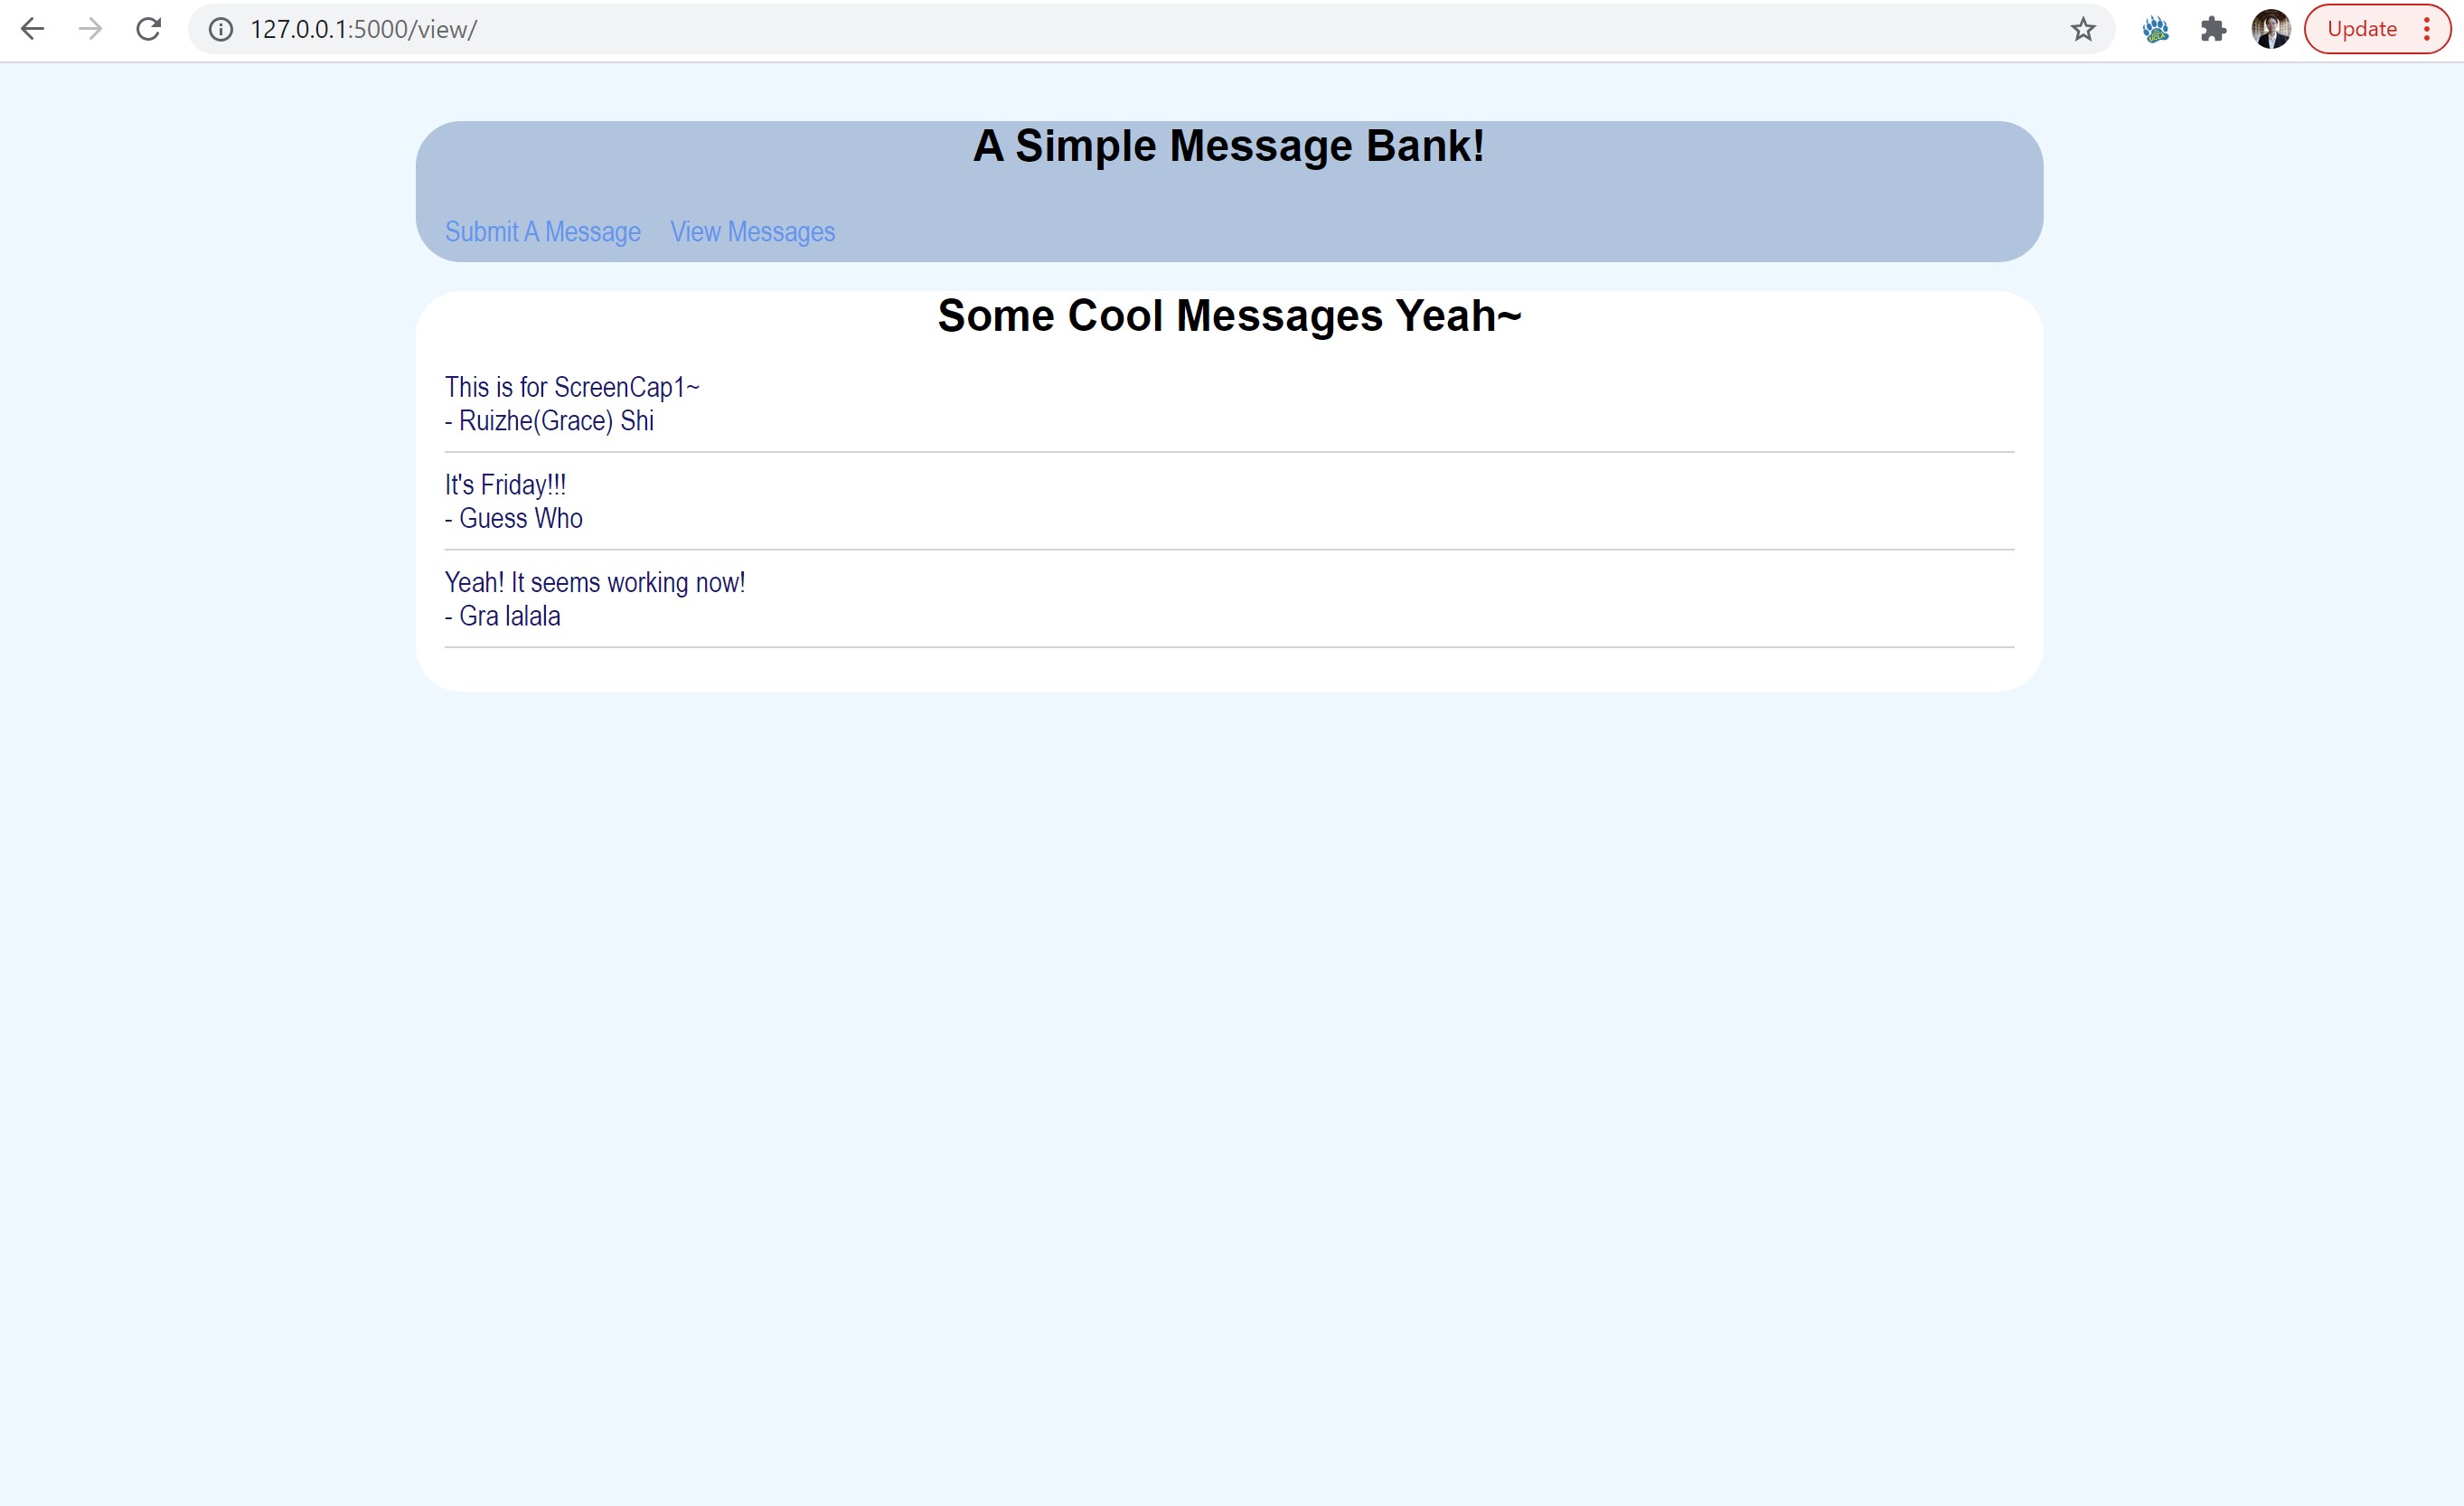 127.0.0.1:5000/view/
Update
A Simple Message Bank!
Submit A Message View Messages
Some Cool Messages Yeah~
This is for ScreenCap1~
- Ruizhe(Grace) Shi
It's Friday!!!
- Guess Who
Yeah! It seems working now!
- Gra lalala